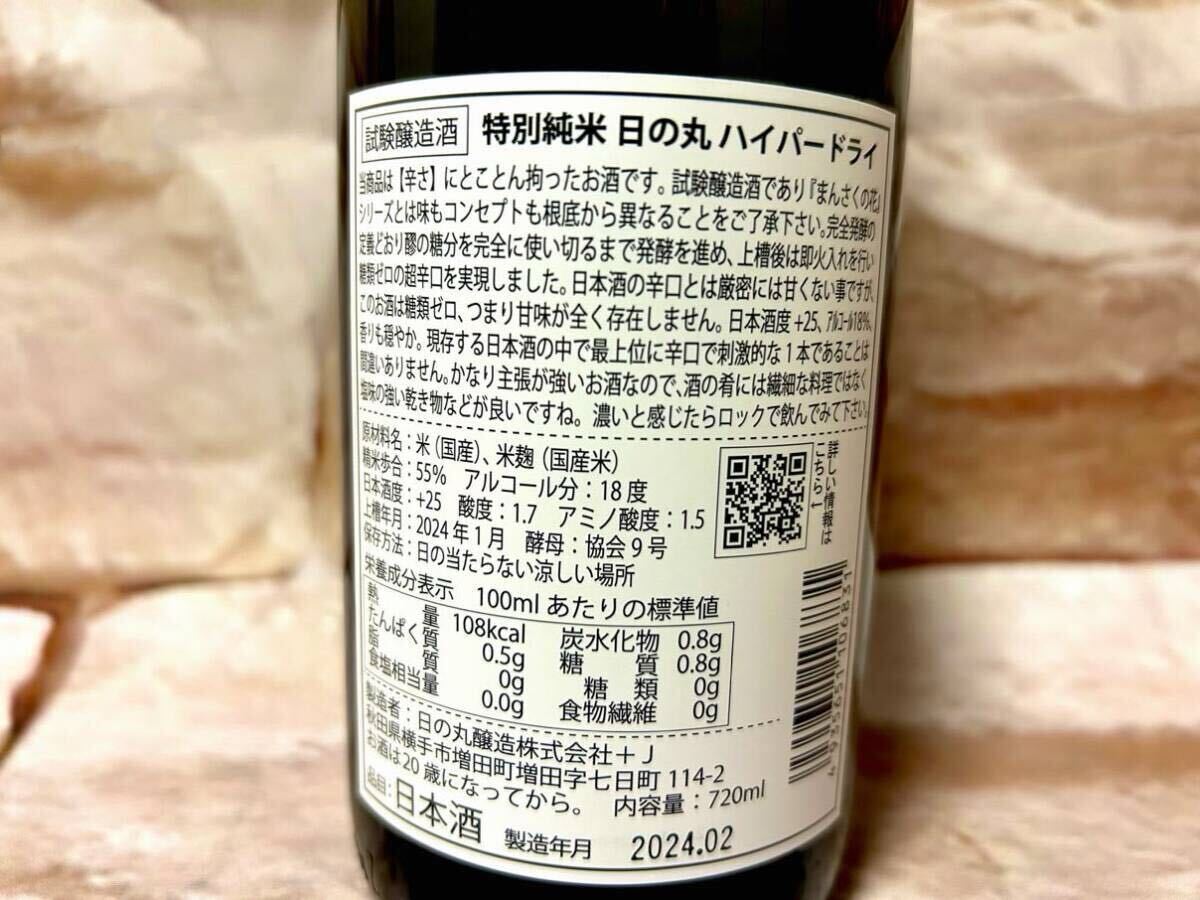 試験醸造酒 特別純米 日の丸 ハイパードライ
当商品は【辛さ】にとことん拘ったお酒です。試験醸造酒であり『まんさくの花』
シリーズとは味もコンセプトも根底から異なることをご了承下さい。完全発酵の
定義どおり醪の糖分を完全に使い切るまで発酵を進め、上槽後は即火入れを行い
糖類ゼロの超辛口を実現しました。日本酒の辛口とは厳密には甘くない事ですが、
このお酒は糖類ゼロ、つまり甘味が全く存在しません。日本酒度+25、アルコール18%、
香りも穏やか。現存する日本酒の中で最上位に辛口で刺激的な1本であることは
間違いありません。かなり主張が強いお酒なので、酒の肴には繊細な料理ではなく
塩味の強い乾き物などが良いですね。濃いと感じたらロックで飲んでみて下さい。
原材料名：米（国産）、米麹（国産米）
精米歩合：55% アルコール分：18度
日本酒度：+25 酸度：1.7 アミノ酸度：1.5
上槽年月：2024年1月 酵母：協会9号
保存方法：日の当たらない涼しい場所
詳しい情報は
こちら↑
栄養成分表示 100mlあたりの標準値
熱量 108kcal 炭水化物 0.8g
たんぱく質 0.5g 糖質 0.8g
脂質 0g 糖類 0g
食塩相当量 0.0g 食物繊維 0g
4 935651 106831
製造者：日の丸醸造株式会社＋J
秋田県横手市増田町増田字七日町114-2
お酒は20歳になってから。 内容量：720ml
品目：日本酒 製造年月 2024.02